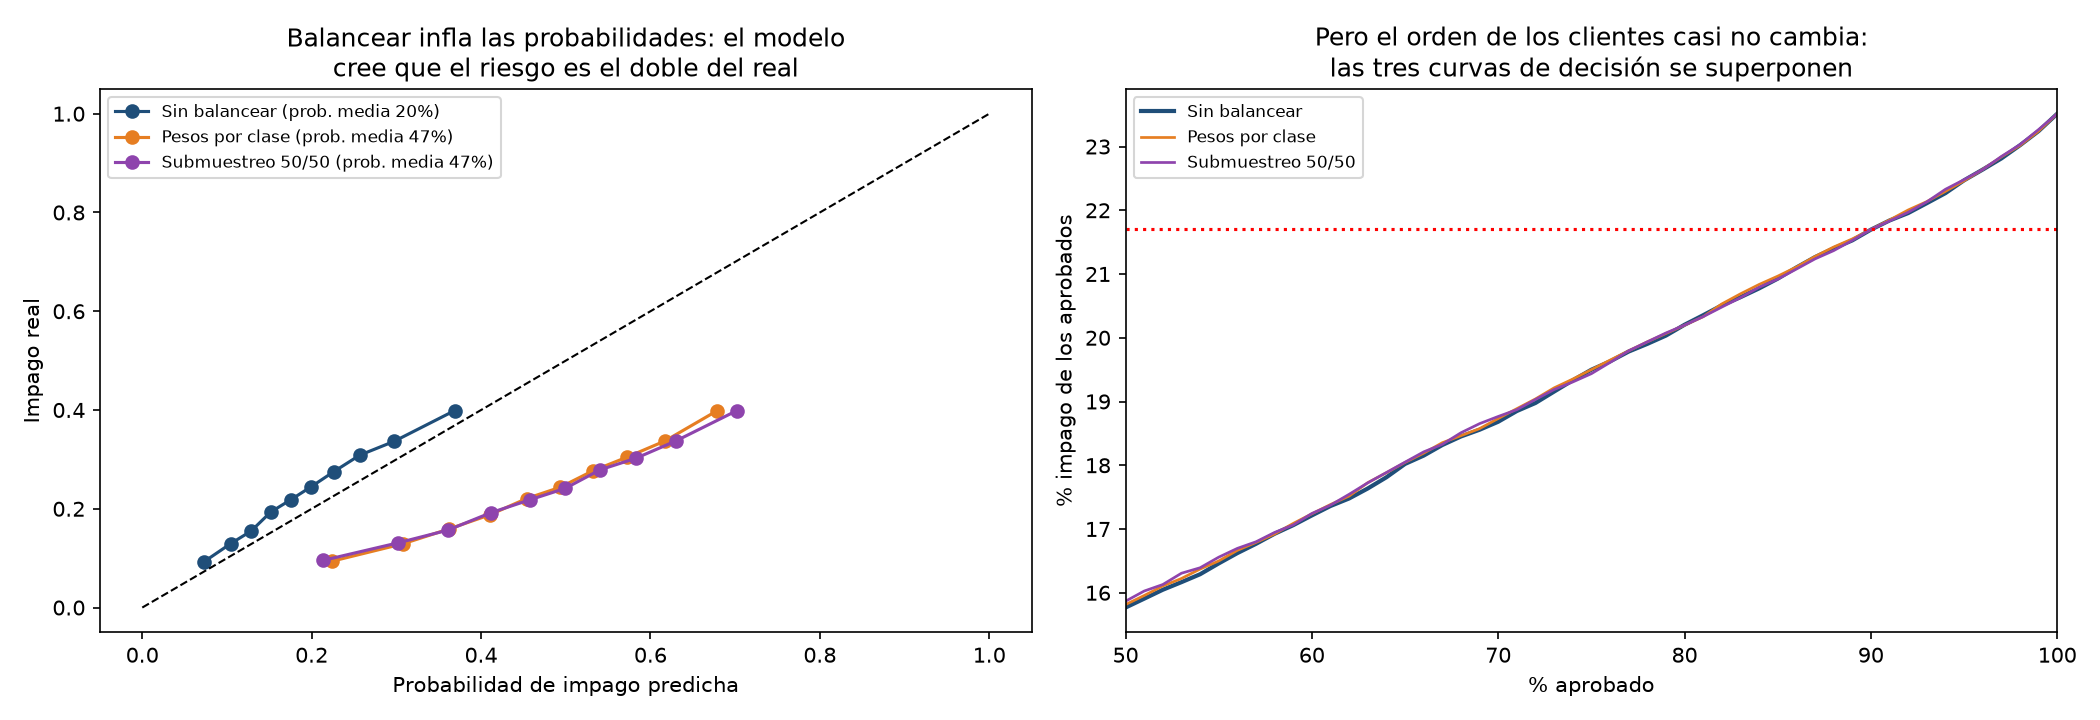 Balancear infla las probabilidades: el modelo
cree que el riesgo es el doble del real
Sin balancear (prob. media 20%)
Pesos por clase (prob. media 47%)
Submuestreo 50/50 (prob. media 47%)
1.0
0.8
0.6
0.4
0.2
0.0
Impago real
0.0 0.2 0.4 0.6 0.8 1.0
Probabilidad de impago predicha
Pero el orden de los clientes casi no cambia:
las tres curvas de decisión se superponen
Sin balancear
Pesos por clase
Submuestreo 50/50
23
22
21
20
19
18
17
16
% impago de los aprobados
50 60 70 80 90 100
% aprobado